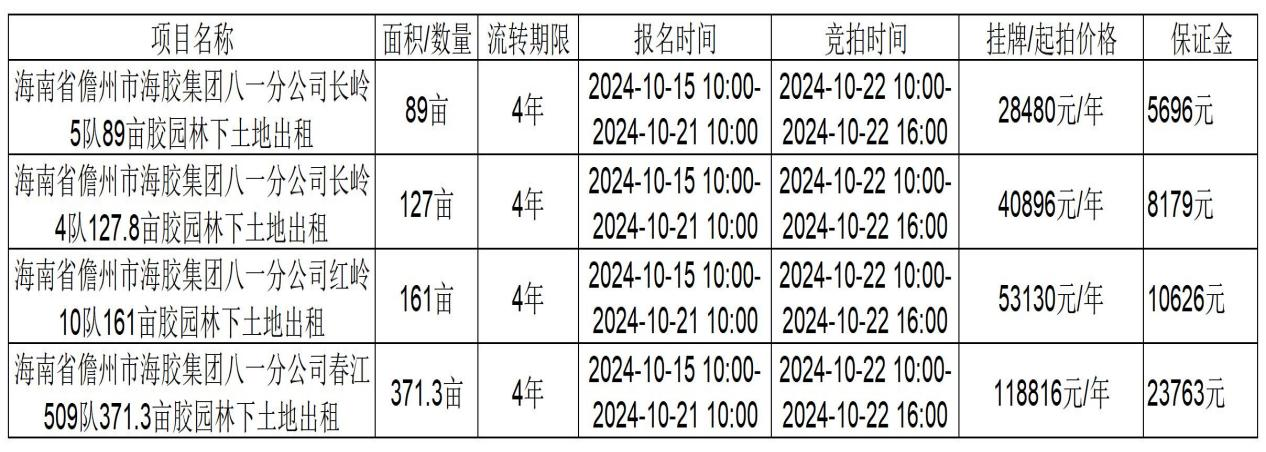 项目名称 面积/数量 流转期限 报名时间 竞拍时间 挂牌/起拍价格 保证金
海南省儋州市海胶集团八一分公司长岭
5队89亩胶园林下土地出租
89亩
4年
2024-10-15 10:00-
2024-10-21 10:00
2024-10-22 10:00-
2024-10-22 16:00
28480元/年
5696元
海南省儋州市海胶集团八一分公司长岭
4队127.8亩胶园林下土地出租
127亩
4年
2024-10-15 10:00-
2024-10-21 10:00
2024-10-22 10:00-
2024-10-22 16:00
40896元/年
8179元
海南省儋州市海胶集团八一分公司红岭
10队161亩胶园林下土地出租
161亩
4年
2024-10-15 10:00-
2024-10-21 10:00
2024-10-22 10:00-
2024-10-22 16:00
53130元/年
10626元
海南省儋州市海胶集团八一分公司春江
509队371.3亩胶园林下土地出租
371.3亩
4年
2024-10-15 10:00-
2024-10-21 10:00
2024-10-22 10:00-
2024-10-22 16:00
118816元/年
23763元